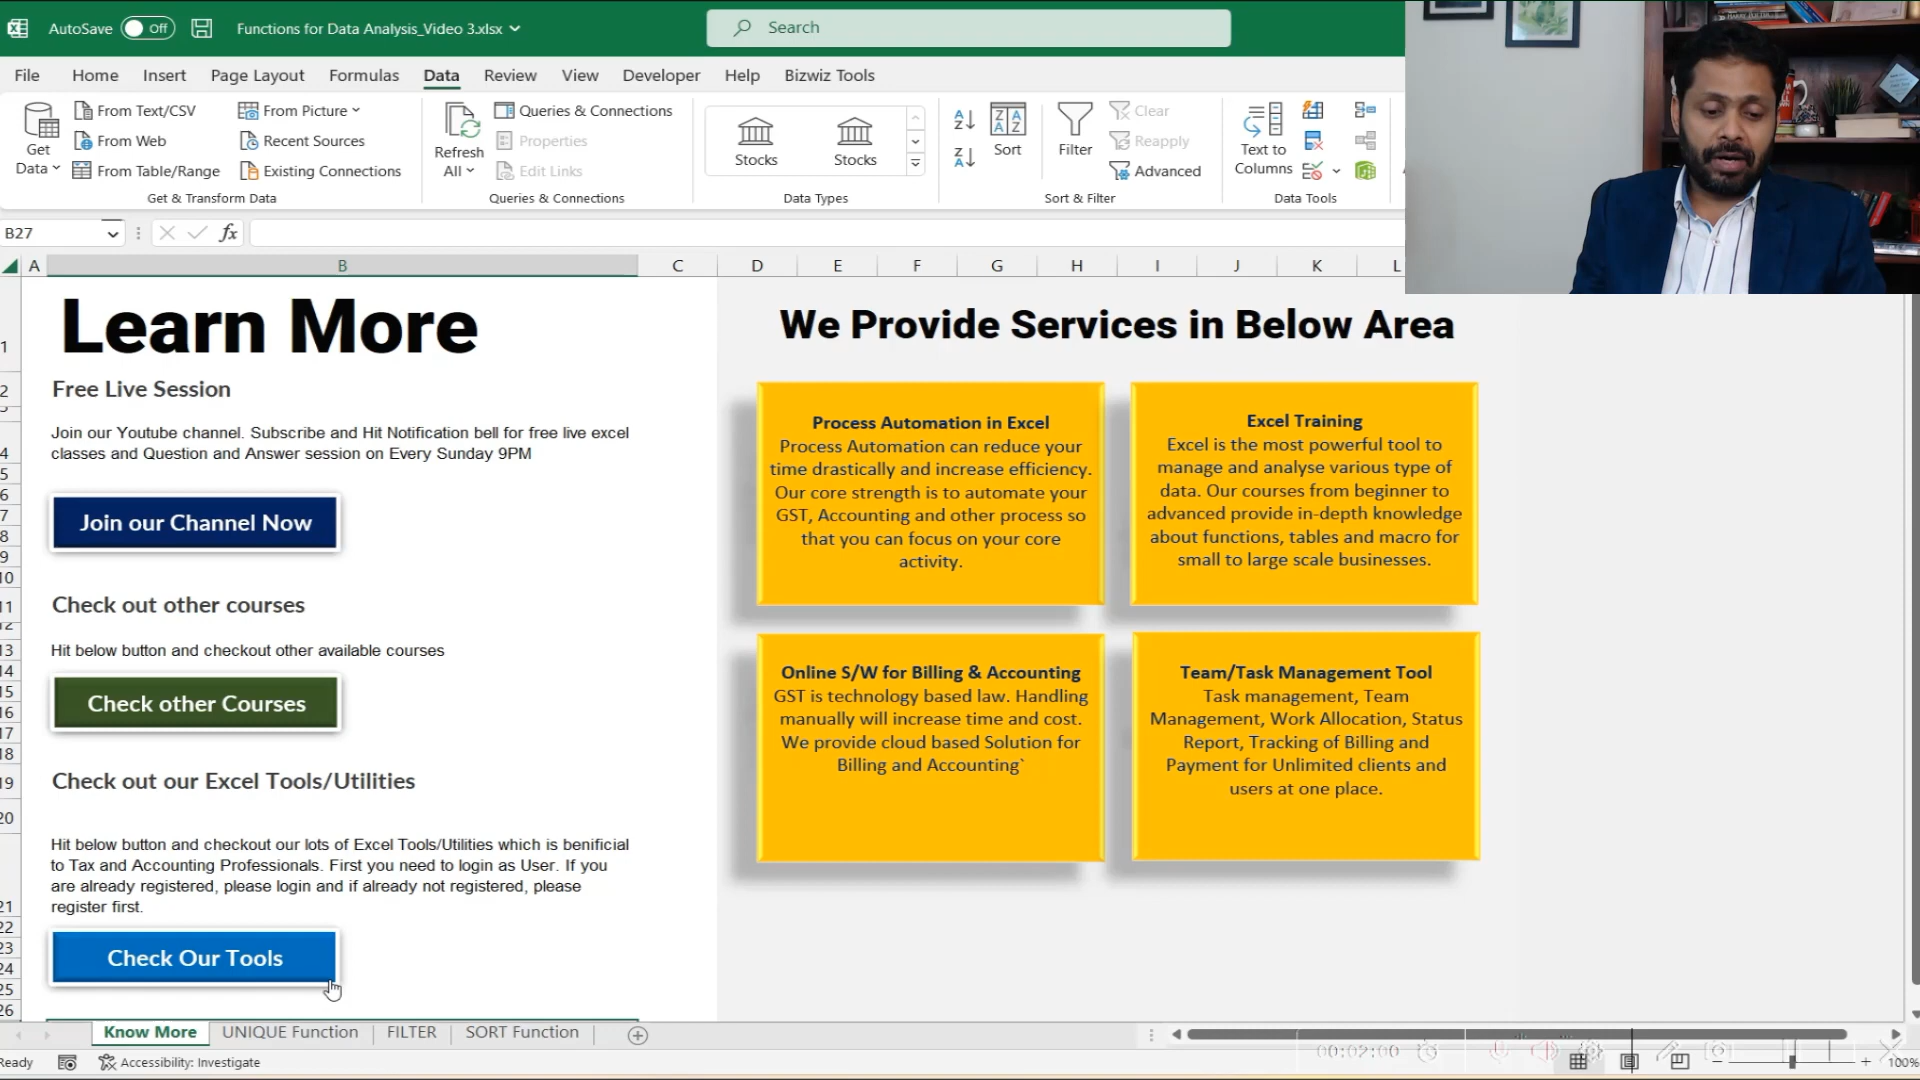 AutoSave Off Functions for Data Analysis_Video 3.xlsx Search
File Home Insert Page Layout Formulas Data Review View Developer Help Bizwiz Tools
Get Data
From Text/CSV
From Web
From Table/Range
From Picture
Recent Sources
Existing Connections
Get & Transform Data
Refresh All
Queries & Connections
Properties
Edit Links
Queries & Connections
Stocks Stocks
Data Types
Sort
Filter
Clear
Reapply
Advanced
Sort & Filter
Text to Columns
Data Tools
B27 fx
A B C D E F G H I J K L
Learn More
Free Live Session
Join our Youtube channel. Subscribe and Hit Notification bell for free live excel
classes and Question and Answer session on Every Sunday 9PM
Join our Channel Now
Check out other courses
Hit below button and checkout other available courses
Check other Courses
Check out our Excel Tools/Utilities
Hit below button and checkout our lots of Excel Tools/Utilities which is benificial
to Tax and Accounting Professionals. First you need to login as User. If you
are already registered, please login and if already not registered, please
register first.
Check Our Tools
We Provide Services in Below Area
Process Automation in Excel
Process Automation can reduce your
time drastically and increase efficiency.
Our core strength is to automate your
GST, Accounting and other process so
that you can focus on your core
activity.
Excel Training
Excel is the most powerful tool to
manage and analyse various type of
data. Our courses from beginner to
advanced provide in-depth knowledge
about functions, tables and macro for
small to large scale businesses.
Online S/W for Billing & Accounting
GST is technology based law. Handling
manually will increase time and cost.
We provide cloud based Solution for
Billing and Accounting`
Team/Task Management Tool
Task management, Team
Management, Work Allocation, Status
Report, Tracking of Billing and
Payment for Unlimited clients and
users at one place.
Know More UNIQUE Function FILTER SORT Function
Accessibility: Investigate 00:02:00 100%